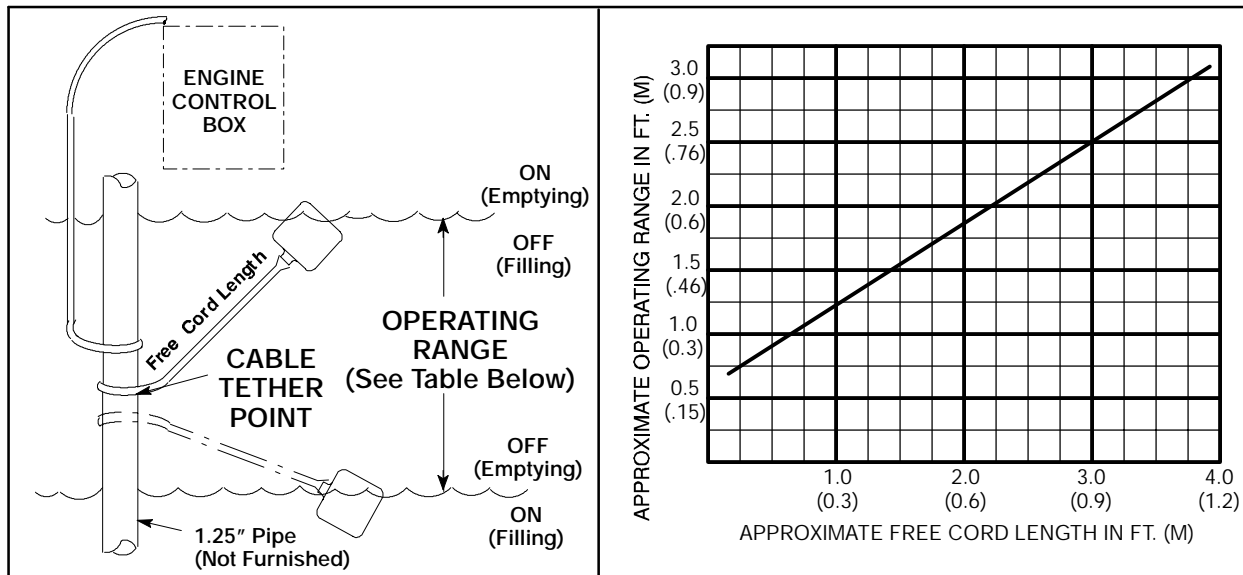 ENGINE
CONTROL
BOX
ON
(Emptying)
OFF
(Filling)
Free Cord Length
OPERATING
RANGE
(See Table Below)
CABLE
TETHER
POINT
OFF
(Emptying)
ON
(Filling)
1.25" Pipe
(Not Furnished)
APPROXIMATE OPERATING RANGE IN FT. (M)
3.0
(0.9)
2.5
(.76)
2.0
(0.6)
1.5
(.46)
1.0
(0.3)
0.5
(.15)
1.0 2.0 3.0 4.0
(0.3) (0.6) (0.9) (1.2)
APPROXIMATE FREE CORD LENGTH IN FT. (M)